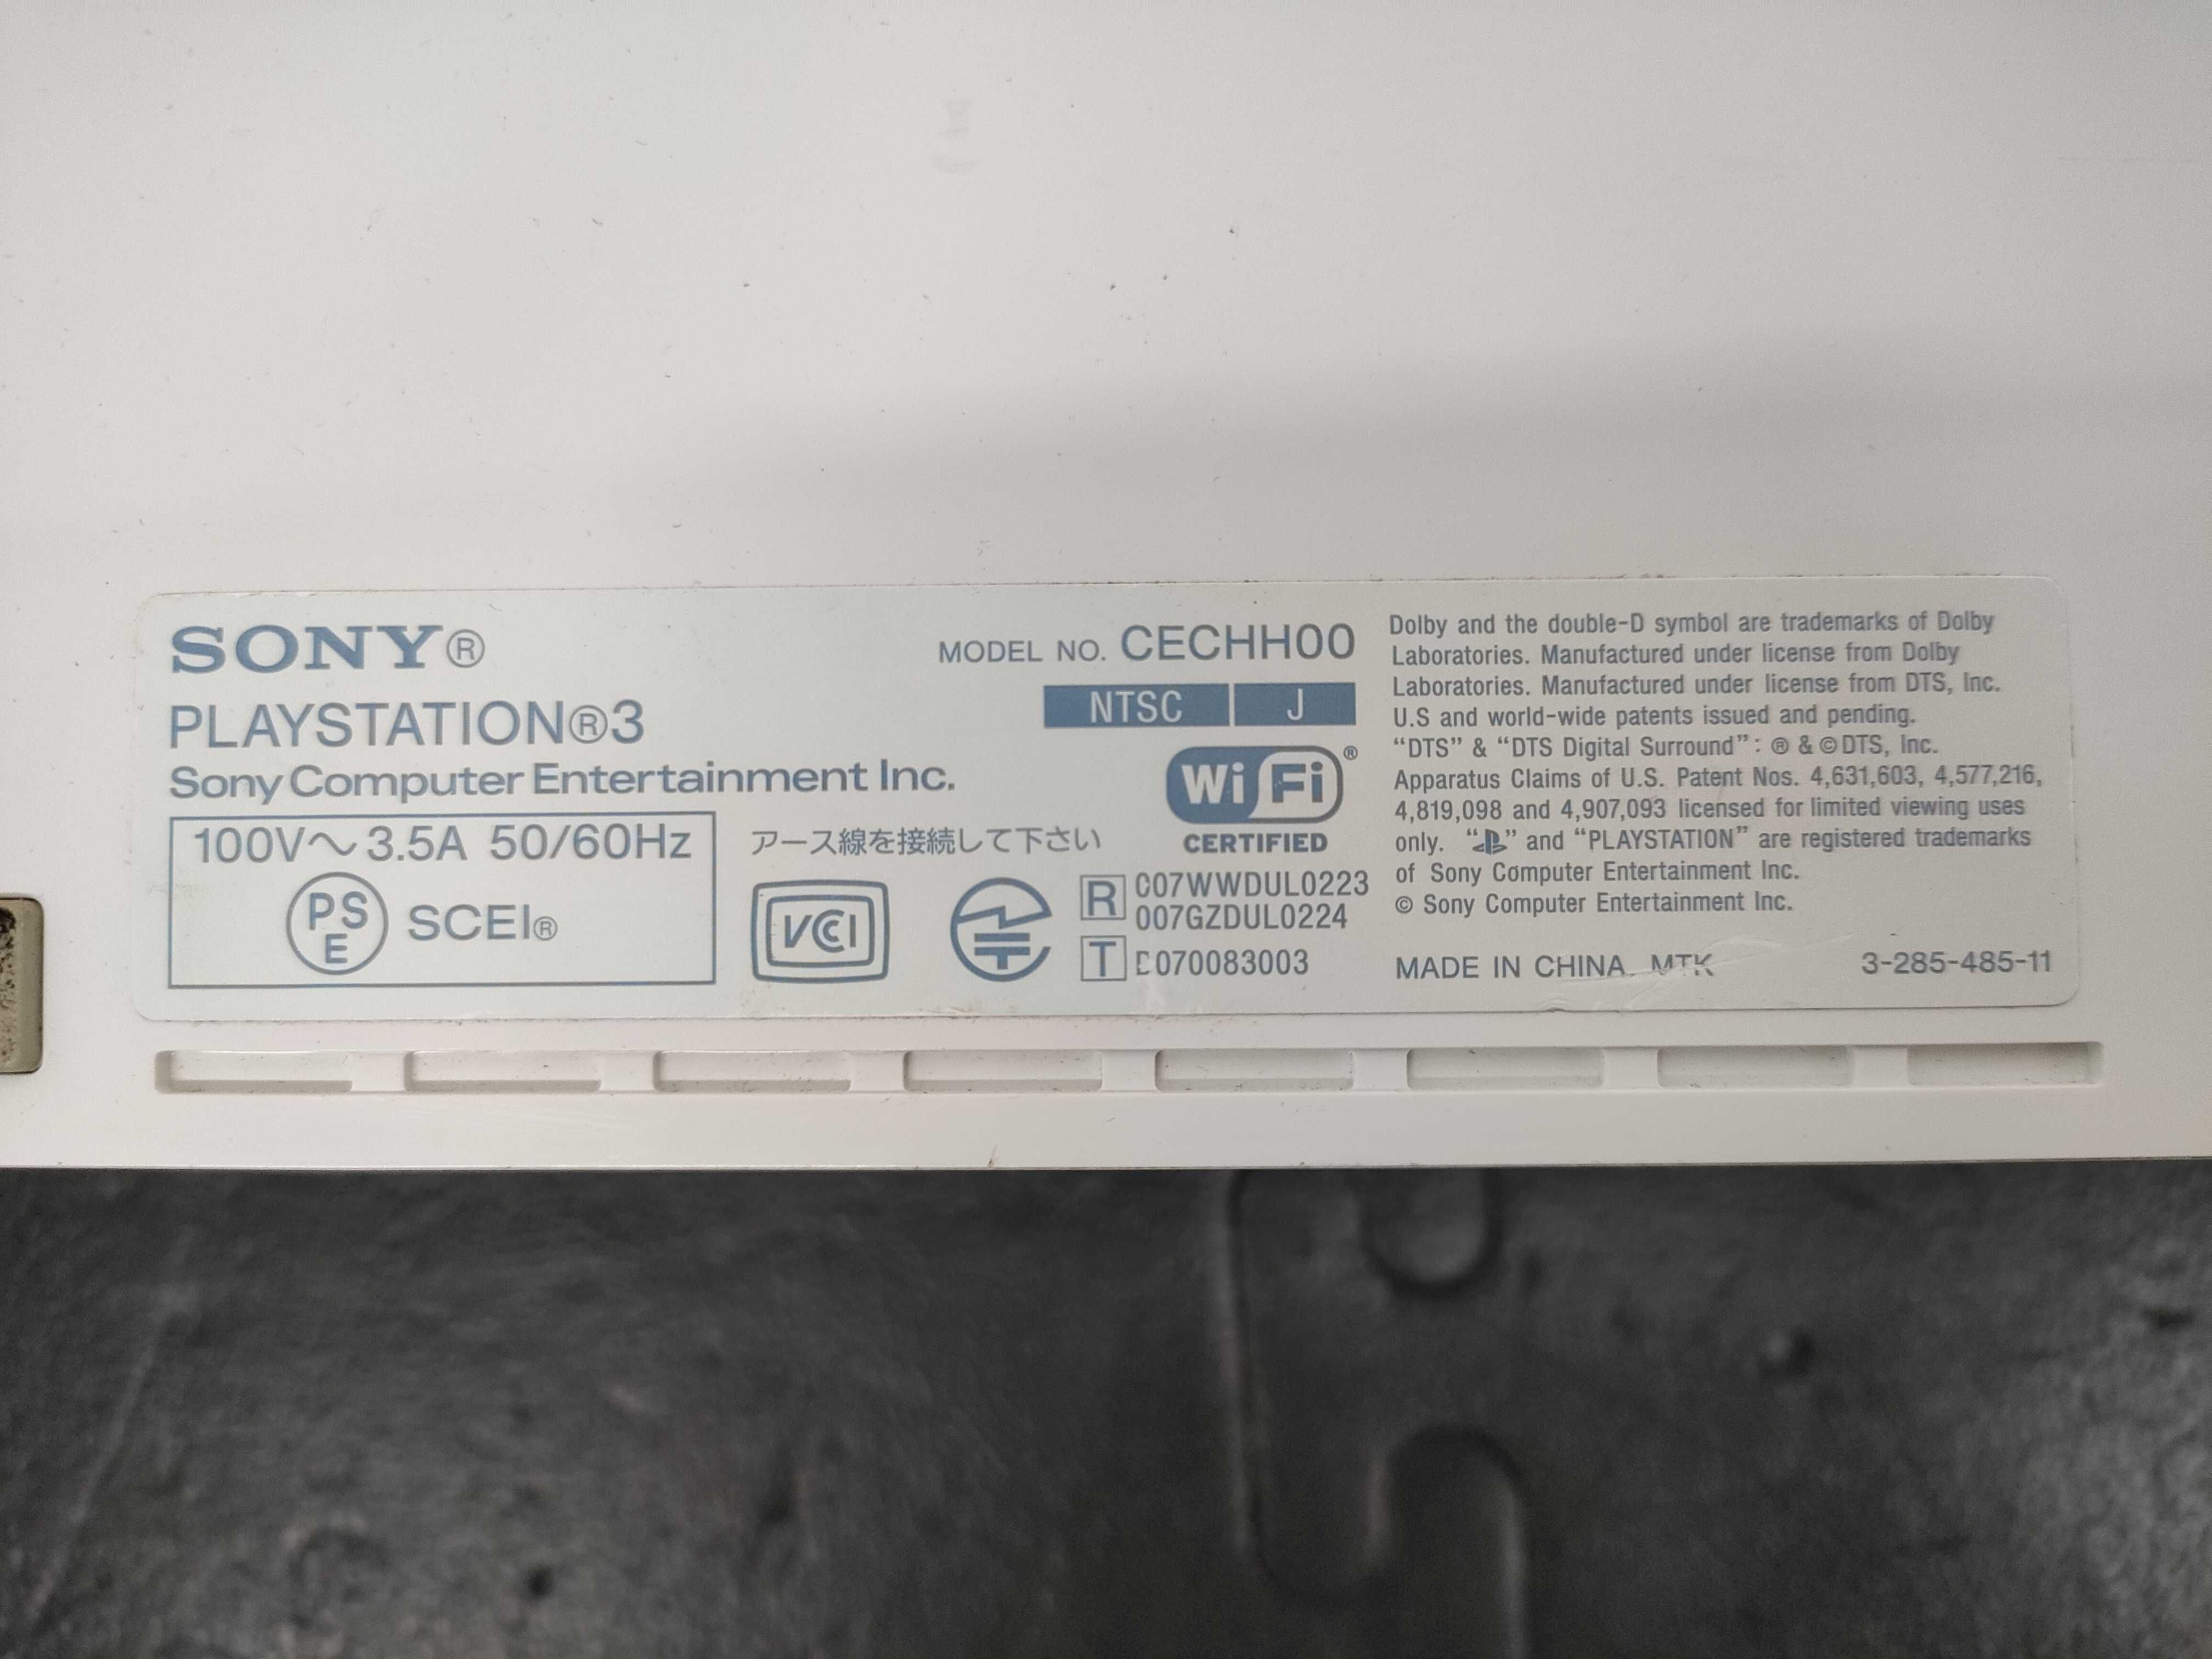 SONY®
PLAYSTATION®3
Sony Computer Entertainment Inc.
100V～3.5A 50/60Hz
PS
E
SCEI®
MODEL NO. CECHH00
NTSC J
Wi Fi®
CERTIFIED
アース線を接続して下さい
VCCI
R 007WWDUL0223
007GZDUL0224
T D070083003
Dolby and the double-D symbol are trademarks of Dolby
Laboratories. Manufactured under license from Dolby
Laboratories. Manufactured under license from DTS, Inc.
U.S and world-wide patents issued and pending.
“DTS” & “DTS Digital Surround”: ® & © DTS, Inc.
Apparatus Claims of U.S. Patent Nos. 4,631,603, 4,577,216,
4,819,098 and 4,907,093 licensed for limited viewing uses
only. “PS” and “PLAYSTATION” are registered trademarks
of Sony Computer Entertainment Inc.
© Sony Computer Entertainment Inc.
MADE IN CHINA MTK 3-285-485-11